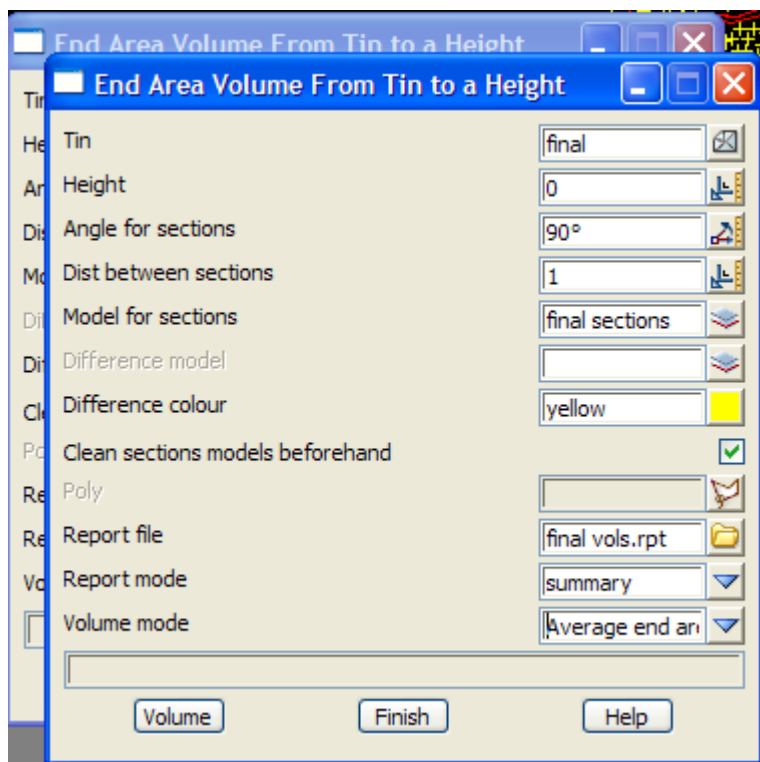 End Area Volume From Tin to a Height
End Area Volume From Tin to a Height
Tin final
Height 0
Angle for sections 90°
Dist between sections 1
Model for sections final sections
Difference model
Difference colour yellow
Clean sections models beforehand
Poly
Report file final vols.rpt
Report mode summary
Volume mode Average end are
Volume Finish Help